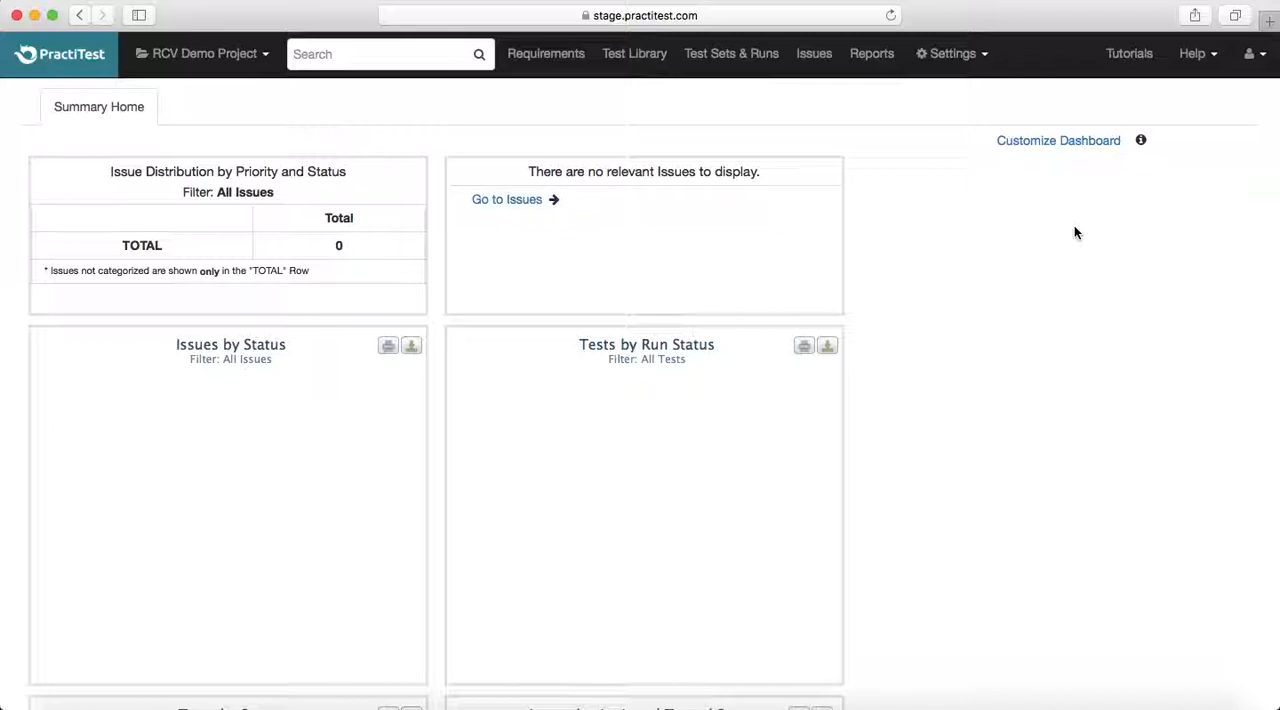 stage.practitest.com
PractiTest
RCV Demo Project
Search
Requirements
Test Library
Test Sets & Runs
Issues
Reports
Settings
Tutorials
Help
Summary Home
Customize Dashboard
Issue Distribution by Priority and Status
Filter: All Issues
Total
TOTAL 0
* Issues not categorized are shown only in the "TOTAL" Row
There are no relevant Issues to display.
Go to Issues
Issues by Status
Filter: All Issues
Tests by Run Status
Filter: All Tests